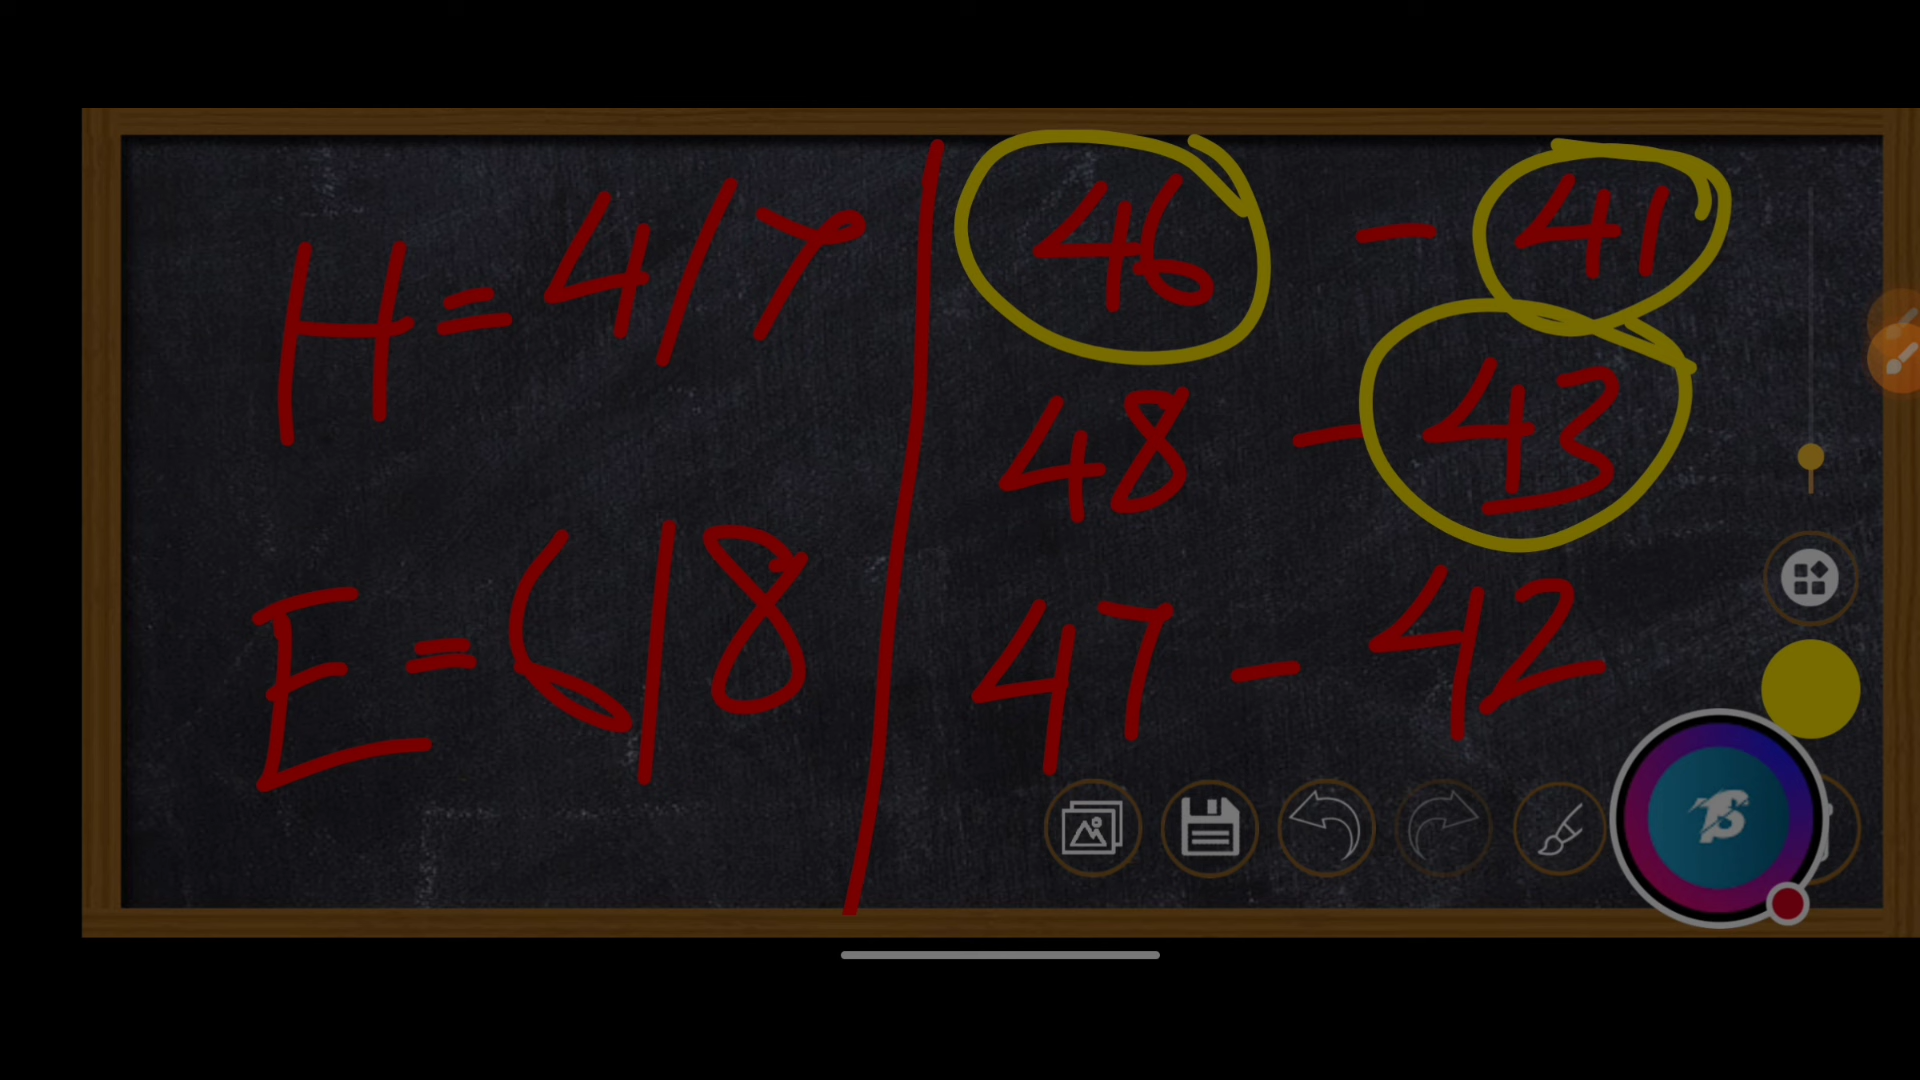 H = 4/7
E = 6|8
46 - 41
48 - 43
47 - 42